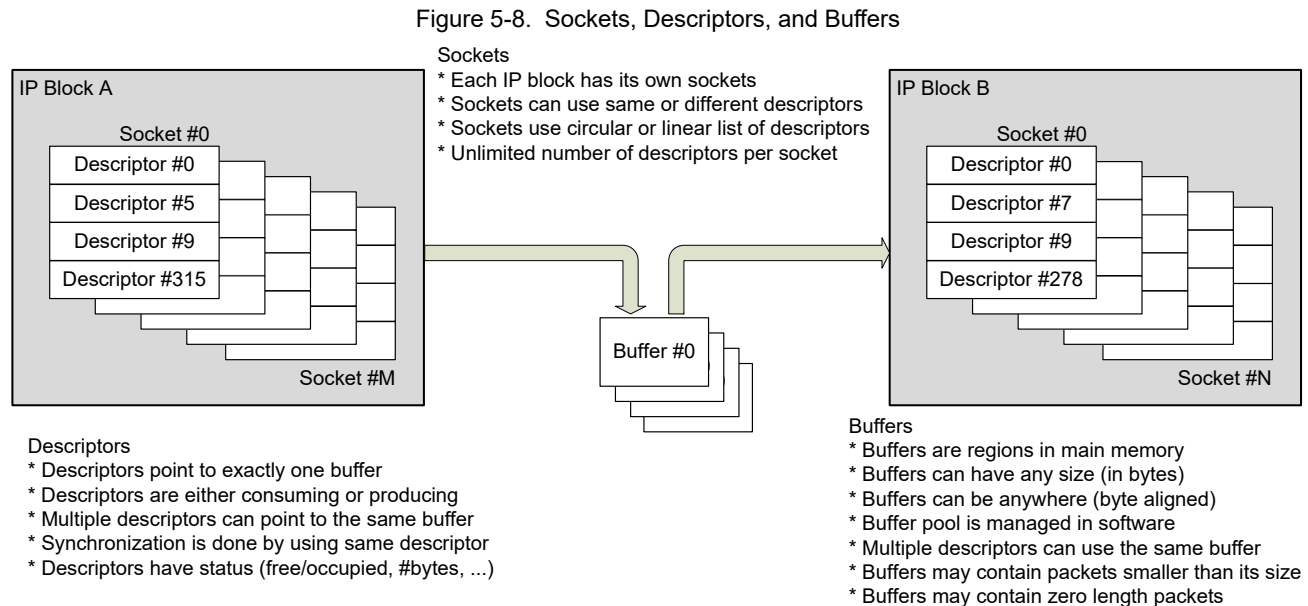 Figure 5-8. Sockets, Descriptors, and Buffers
Sockets
* Each IP block has its own sockets
* Sockets can use same or different descriptors
* Sockets use circular or linear list of descriptors
* Unlimited number of descriptors per socket
IP Block A
Socket #0
Descriptor #0
Descriptor #5
Descriptor #9
Descriptor #315
Socket #M
Buffer #0
IP Block B
Socket #0
Descriptor #0
Descriptor #7
Descriptor #9
Descriptor #278
Socket #N
Descriptors
* Descriptors point to exactly one buffer
* Descriptors are either consuming or producing
* Multiple descriptors can point to the same buffer
* Synchronization is done by using same descriptor
* Descriptors have status (free/occupied, #bytes, ...)
Buffers
* Buffers are regions in main memory
* Buffers can have any size (in bytes)
* Buffers can be anywhere (byte aligned)
* Buffer pool is managed in software
* Multiple descriptors can use the same buffer
* Buffers may contain packets smaller than its size
* Buffers may contain zero length packets